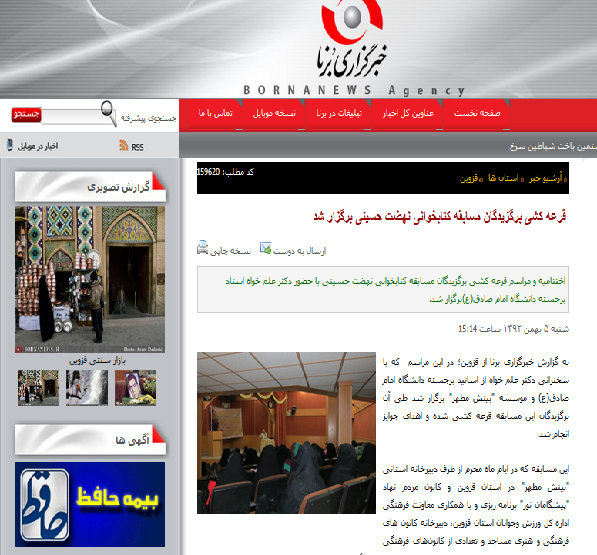 خبرگزاری برنا
BORNANEWS Agency
صفحه نخست
عناوین کل اخبار
تبلیغات در برنا
نسخه موبایل
تماس با ما
جستجوی پیشرفته
جستجو
شیاطین سرخ
RSS
اخبار در موبایل
آرشیو خبر » استان ها » قزوین
کد مطلب: 159620
قرعه کشی برگزیدگان مسابقه کتابخوانی نهضت حسینی برگزار شد
ارسال به دوست
نسخه چاپی
اختتامیه و مراسم قرعه کشی برگزیدگان مسابقه کتابخوانی نهضت حسینی با حضور دکتر علم خواه استاد
برجسته دانشگاه امام صادق(ع)برگزار شد.
شنبه ۵ بهمن ۱۳۹۲ ساعت 15:14
به گزارش خبرگزاری برنا از قزوین؛ در این مراسم که با
سخنرانی دکتر علم خواه از اساتید برجسته دانشگاه امام
صادق(ع) و موسسه "بینش مطهر" برگزار شد طی آن
برگزیدگان این مسابقه قرعه کشی شده و اهدای جوایز
انجام شد.
این مسابقه که در ایام ماه محرم از طرف دبیرخانه استانی
"بینش مطهر" در استان قزوین و کانون مردم نهاد
"پیشگامان نور" برنامه ریزی و با همکاری معاونت فرهنگی
اداره کل ورزش وجوانان استان قزوین، دبیرخانه کانون های
فرهنگی و هنری مساجد و تعدادی از کانون‌های فرهنگی
گزارش تصویری
بازار سنتی قزوین
آگهی ها
بیمه حافظ
حافظ